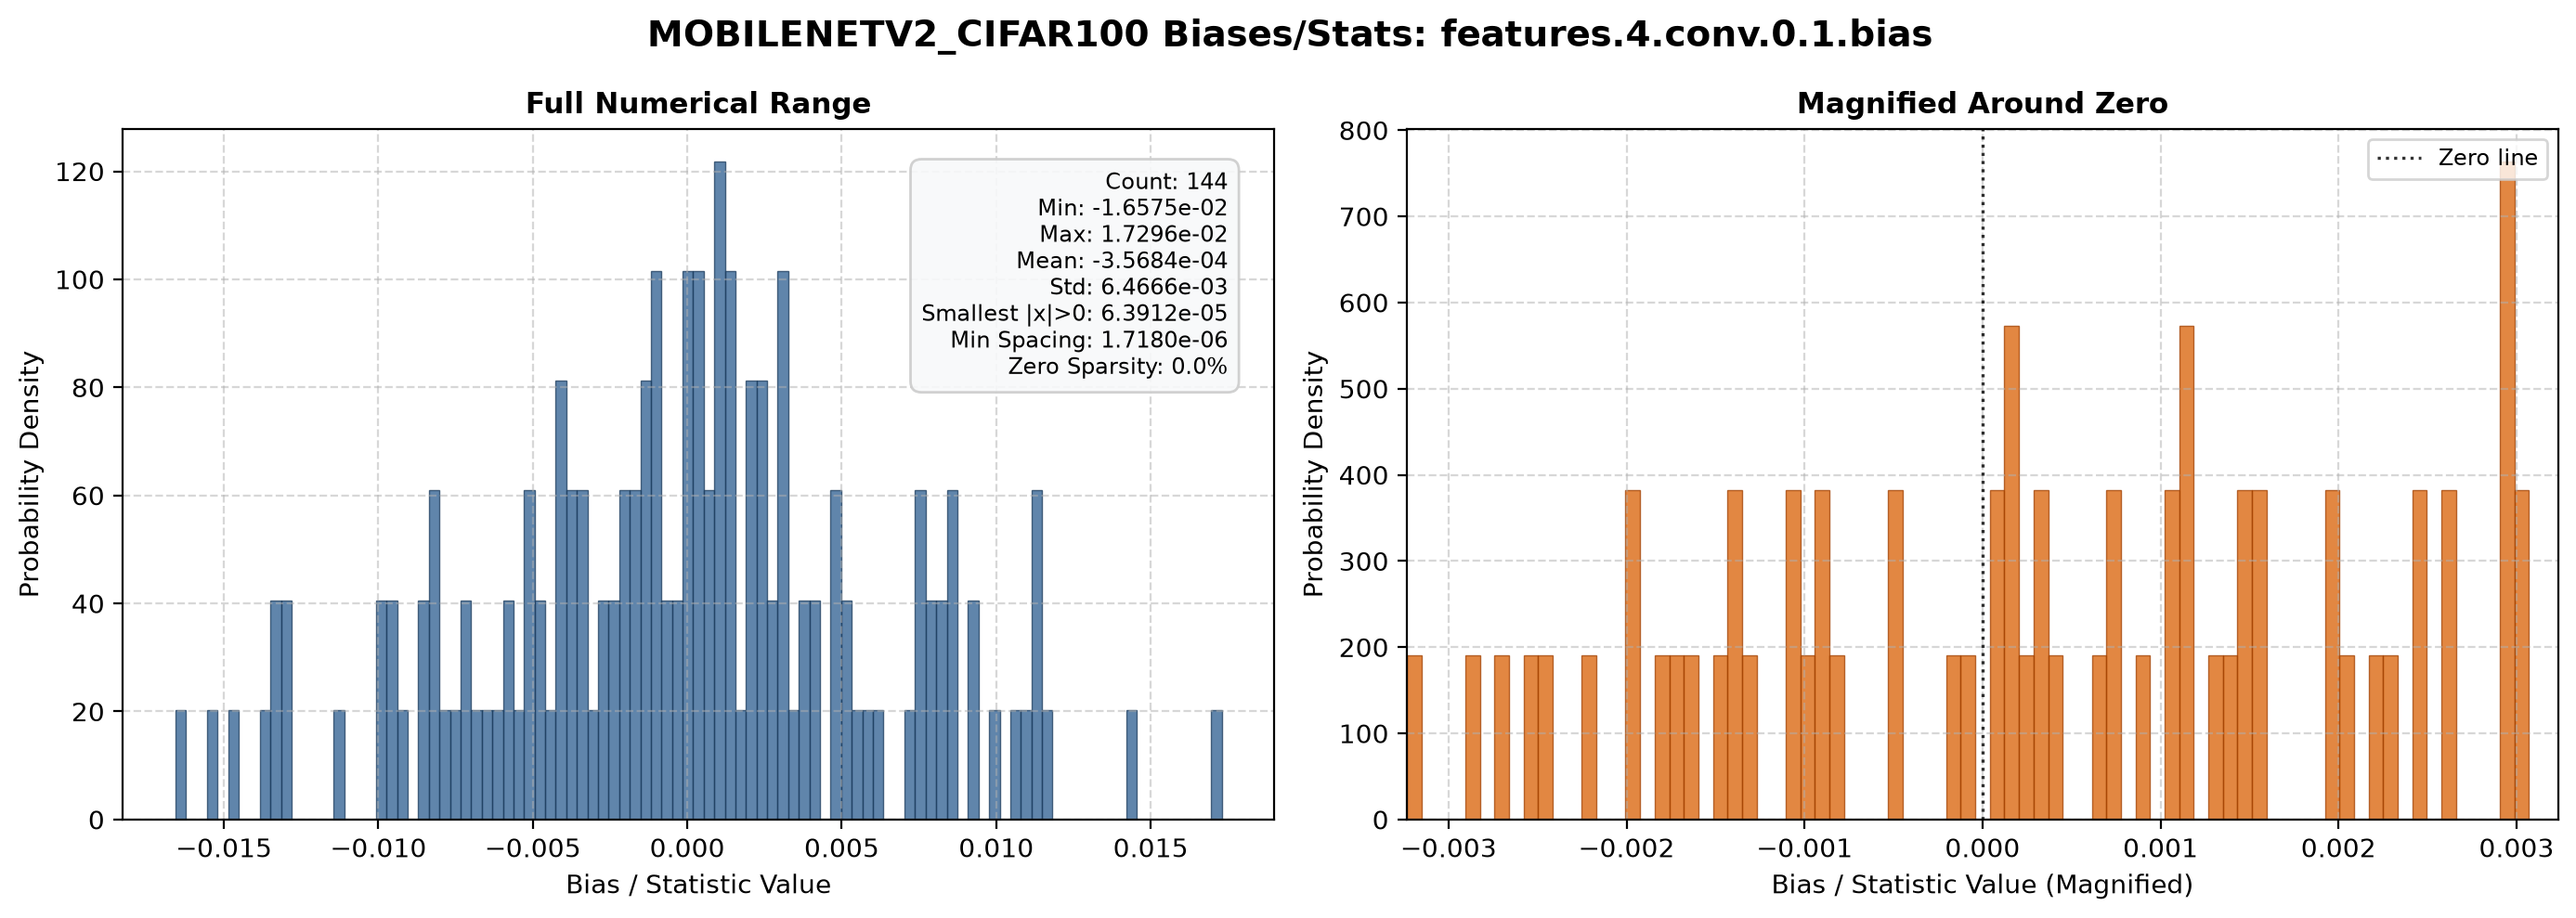 MOBILENETV2_CIFAR100 Biases/Stats: features.4.conv.0.1.bias
Full Numerical Range
Probability Density
120
100
80
60
40
20
0
Count: 144
Min: -1.6575e-02
Max: 1.7296e-02
Mean: -3.5684e-04
Std: 6.4666e-03
Smallest |x|>0: 6.3912e-05
Min Spacing: 1.7180e-06
Zero Sparsity: 0.0%
−0.015 −0.010 −0.005 0.000 0.005 0.010 0.015
Bias / Statistic Value
Magnified Around Zero
Probability Density
800
700
600
500
400
300
200
100
0
Zero line
−0.003 −0.002 −0.001 0.000 0.001 0.002 0.003
Bias / Statistic Value (Magnified)